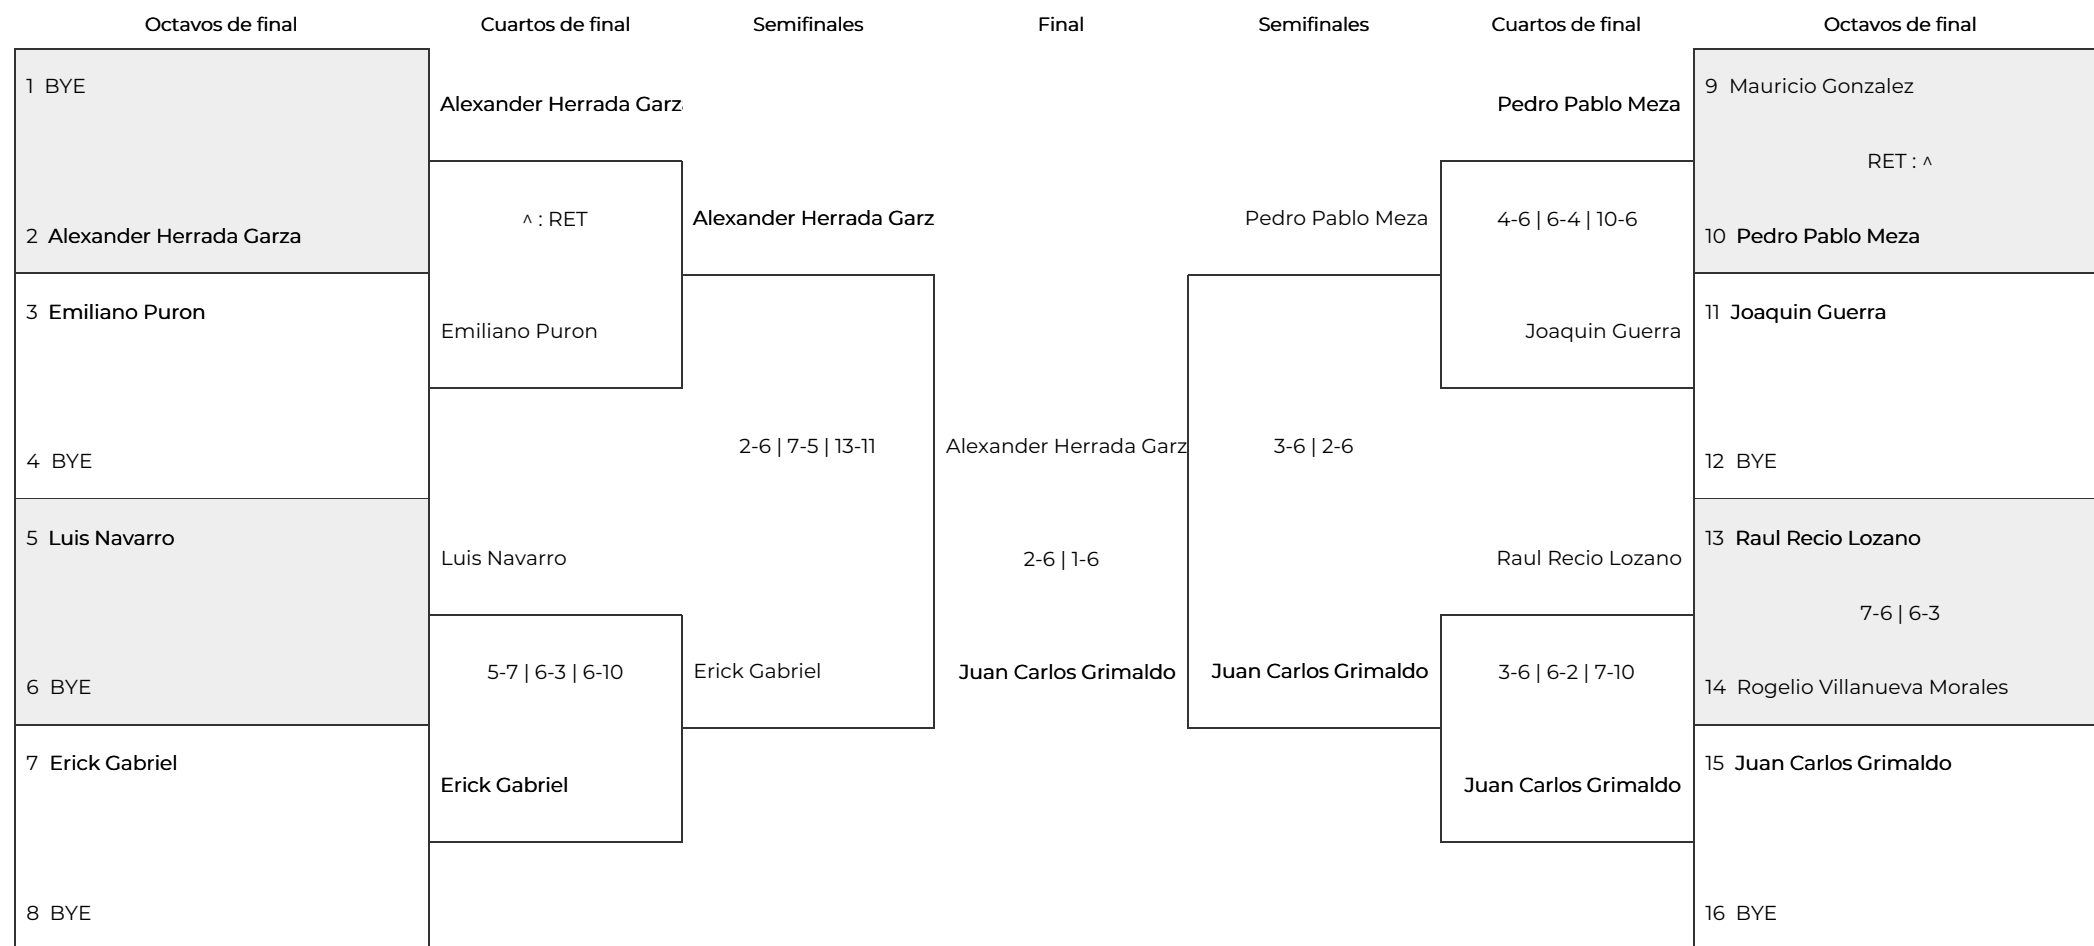 Octavos de final
Cuartos de final
Semifinales
Final
Semifinales
Cuartos de final
Octavos de final
1 BYE
2 Alexander Herrada Garza
3 Emiliano Puron
4 BYE
5 Luis Navarro
6 BYE
7 Erick Gabriel
8 BYE
Alexander Herrada Garz
^ : RET
Emiliano Puron
Luis Navarro
5-7 | 6-3 | 6-10
Erick Gabriel
Alexander Herrada Garz
2-6 | 7-5 | 13-11
Erick Gabriel
Alexander Herrada Garz
2-6 | 1-6
Juan Carlos Grimaldo
Pedro Pablo Meza
3-6 | 2-6
Juan Carlos Grimaldo
Pedro Pablo Meza
4-6 | 6-4 | 10-6
Joaquin Guerra
Raul Recio Lozano
3-6 | 6-2 | 7-10
Juan Carlos Grimaldo
9 Mauricio Gonzalez
RET : ^
10 Pedro Pablo Meza
11 Joaquin Guerra
12 BYE
13 Raul Recio Lozano
7-6 | 6-3
14 Rogelio Villanueva Morales
15 Juan Carlos Grimaldo
16 BYE